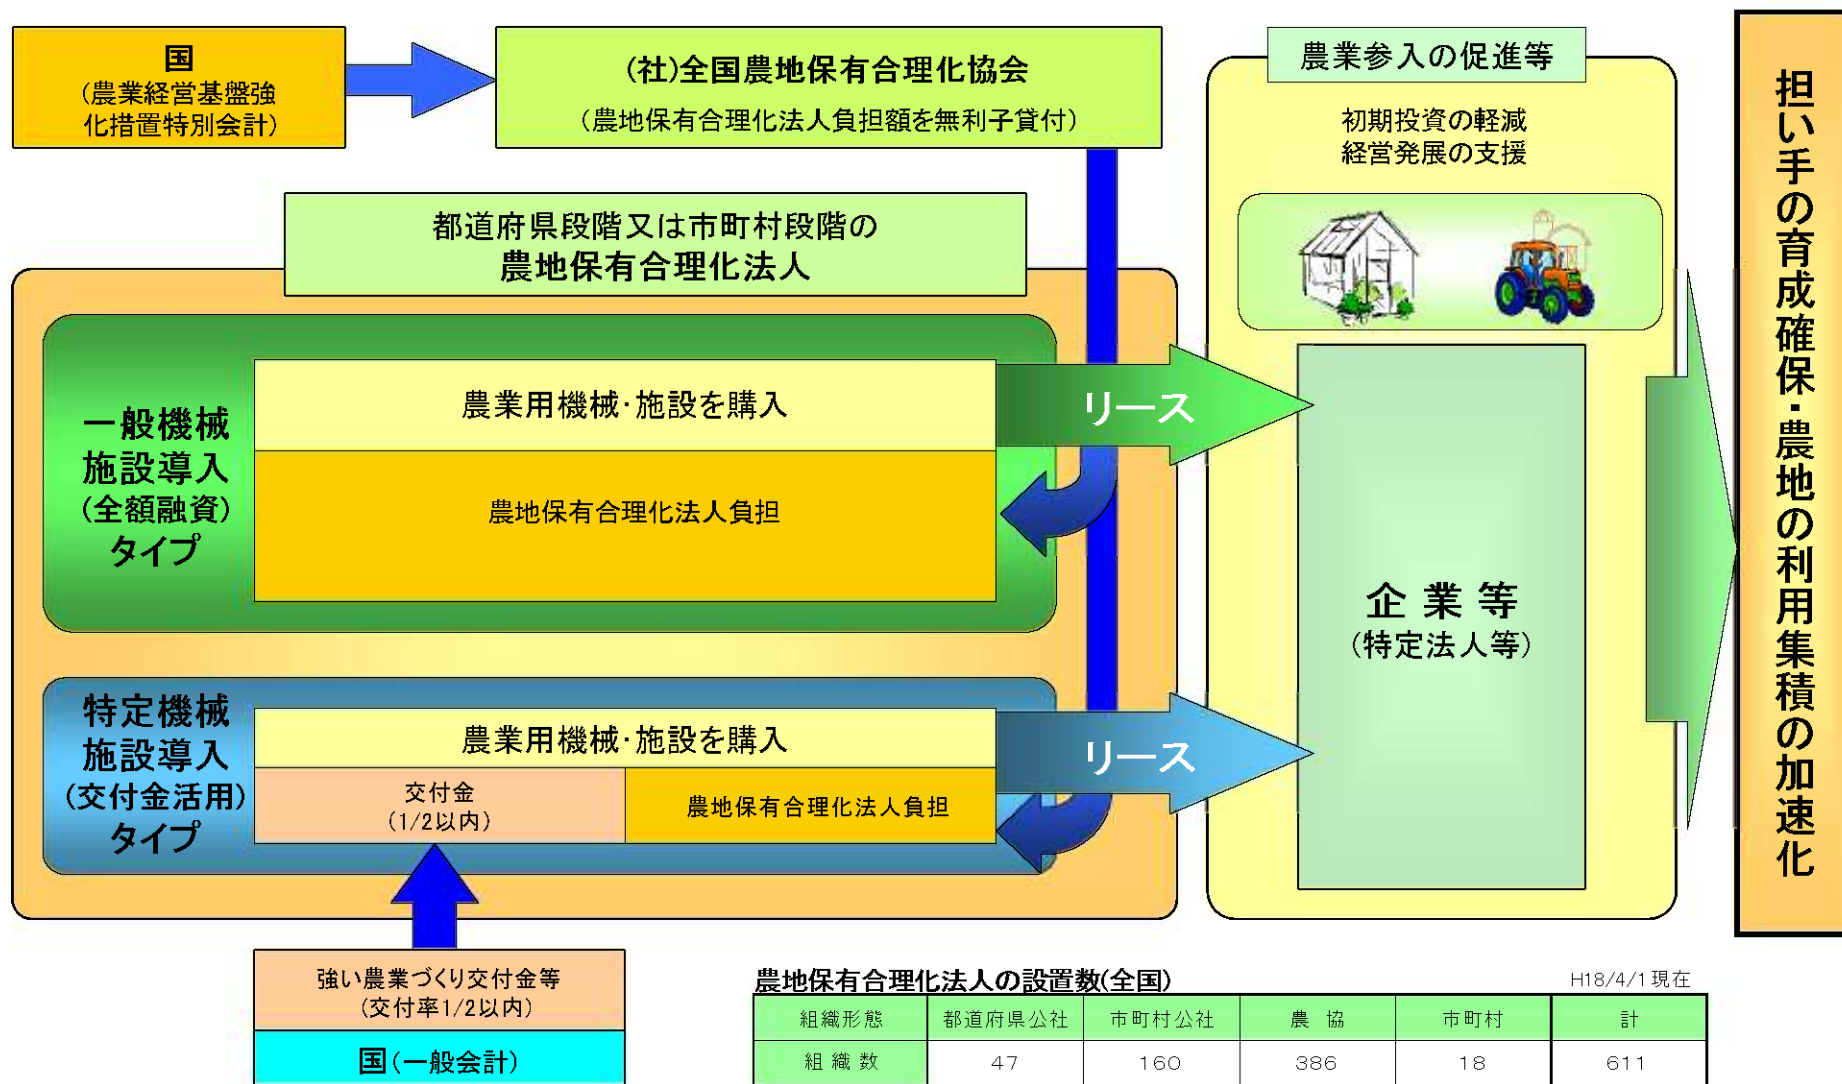 国
(農業経営基盤強
化措置特別会計)
(社)全国農地保有合理化協会
(農地保有合理化法人負担額を無利子貸付)
農業参入の促進等
初期投資の軽減
経営発展の支援
都道府県段階又は市町村段階の
農地保有合理化法人
一般機械
施設導入
(全額融資)
タイプ
農業用機械･施設を購入
農地保有合理化法人負担
リース
特定機械
施設導入
(交付金活用)
タイプ
農業用機械･施設を購入
交付金
(1/2以内)
農地保有合理化法人負担
リース
企業等
(特定法人等)
担い手の育成確保・農地の利用集積の加速化
強い農業づくり交付金等
(交付率1/2以内)
国(一般会計)
農地保有合理化法人の設置数(全国)
H18/4/1現在
組織形態 都道府県公社 市町村公社 農協 市町村 計
組織数 47 160 386 18 611